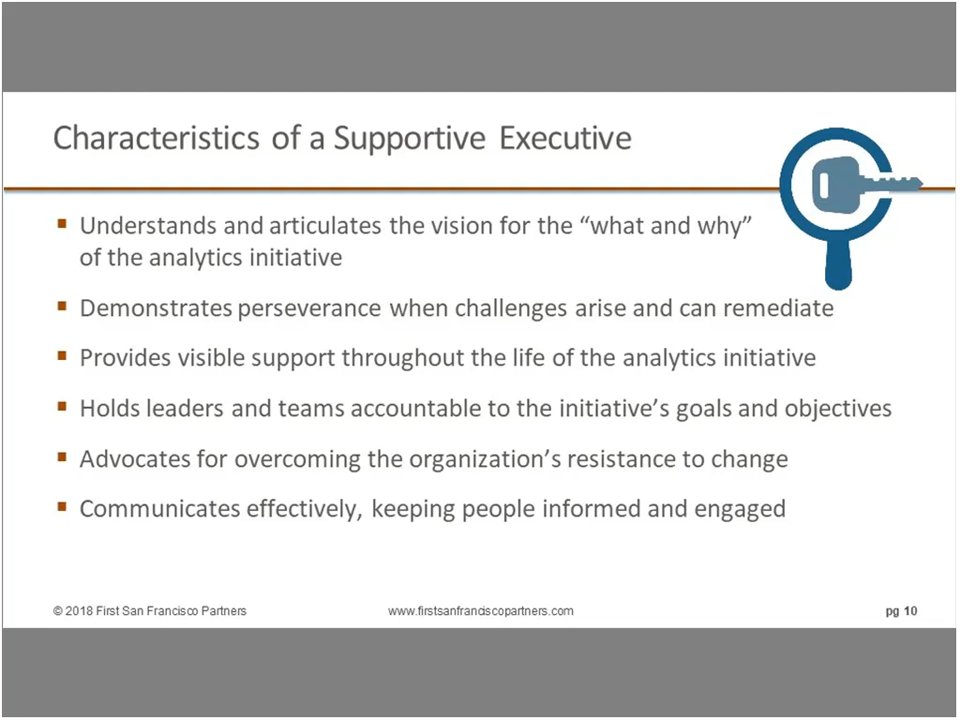 Characteristics of a Supportive Executive
▪ Understands and articulates the vision for the “what and why”
of the analytics initiative
▪ Demonstrates perseverance when challenges arise and can remediate
▪ Provides visible support throughout the life of the analytics initiative
▪ Holds leaders and teams accountable to the initiative’s goals and objectives
▪ Advocates for overcoming the organization’s resistance to change
▪ Communicates effectively, keeping people informed and engaged
© 2018 First San Francisco Partners www.firstsanfranciscopartners.com pg 10